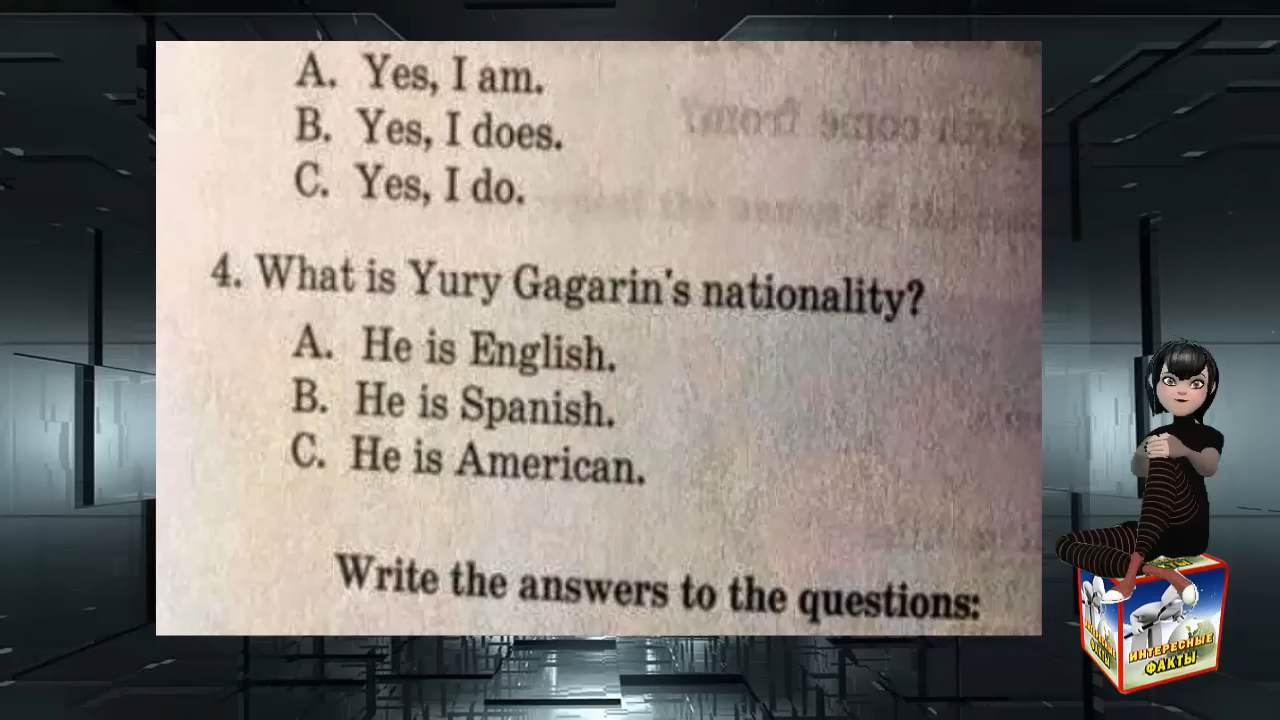 A. Yes, I am.
B. Yes, I does.
C. Yes, I do.
4. What is Yury Gagarin's nationality?
A. He is English.
B. He is Spanish.
C. He is American.
Write the answers to the questions:
ИНТЕРЕСНЫЕ
ФАКТЫ